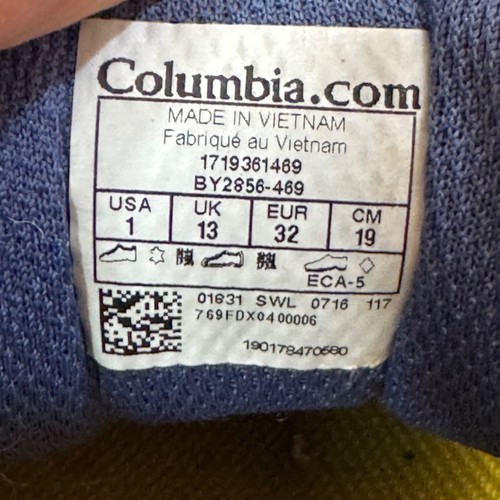 Columbia.com
MADE IN VIETNAM
Fabriqué au Vietnam
1719361469
BY2856-469
USA UK EUR CM
1 13 32 19
ECA-5
01831 SWL 0716 117
769FDX0400006
190178470580